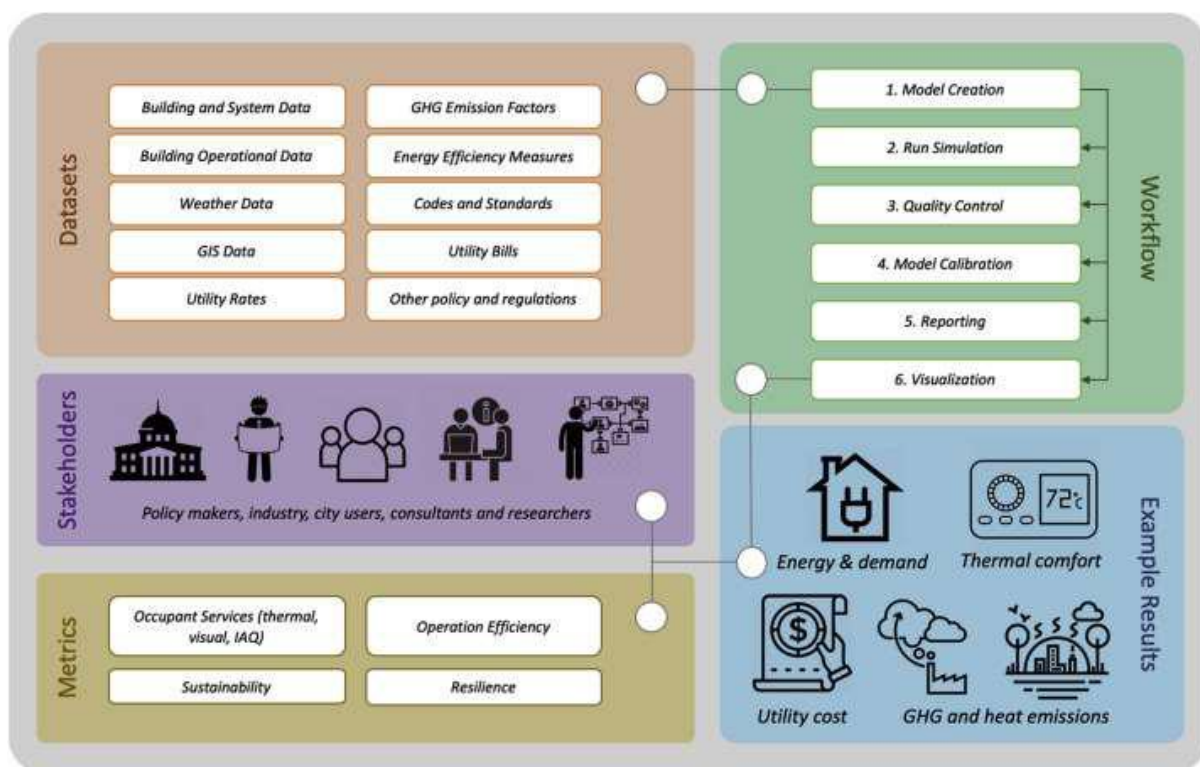 Datasets
Building and System Data
GHG Emission Factors
Building Operational Data
Energy Efficiency Measures
Weather Data
Codes and Standards
GIS Data
Utility Bills
Utility Rates
Other policy and regulations
Workflow
1. Model Creation
2. Run Simulation
3. Quality Control
4. Model Calibration
5. Reporting
6. Visualization
Stakeholders
Policy makers, industry, city users, consultants and researchers
Metrics
Occupant Services (thermal,
visual, IAQ)
Operation Efficiency
Sustainability
Resilience
Example Results
72°c
Energy & demand
Thermal comfort
$
Utility cost
GHG and heat emissions